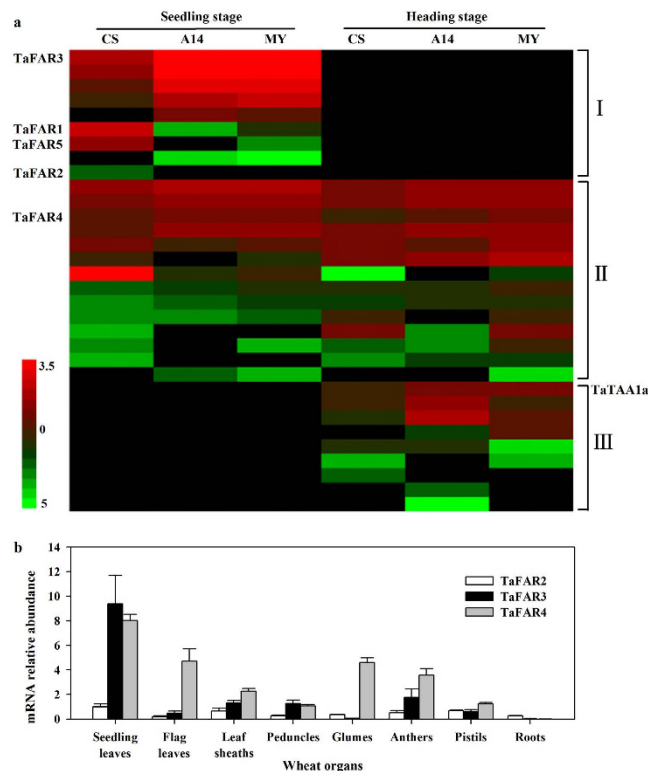 a
Seedling stage Heading stage
CS A14 MY CS A14 MY
TaFAR3
I
TaFAR1
TaFAR5
TaFAR2
TaFAR4
II
3.5
0
5
TaTAA1a
III
b
mRNA relative abundance
14
12
10
8
6
4
2
0
TaFAR2
TaFAR3
TaFAR4
Seedling leaves
Flag leaves
Leaf sheaths
Peduncles
Glumes
Anthers
Pistils
Roots
Wheat organs